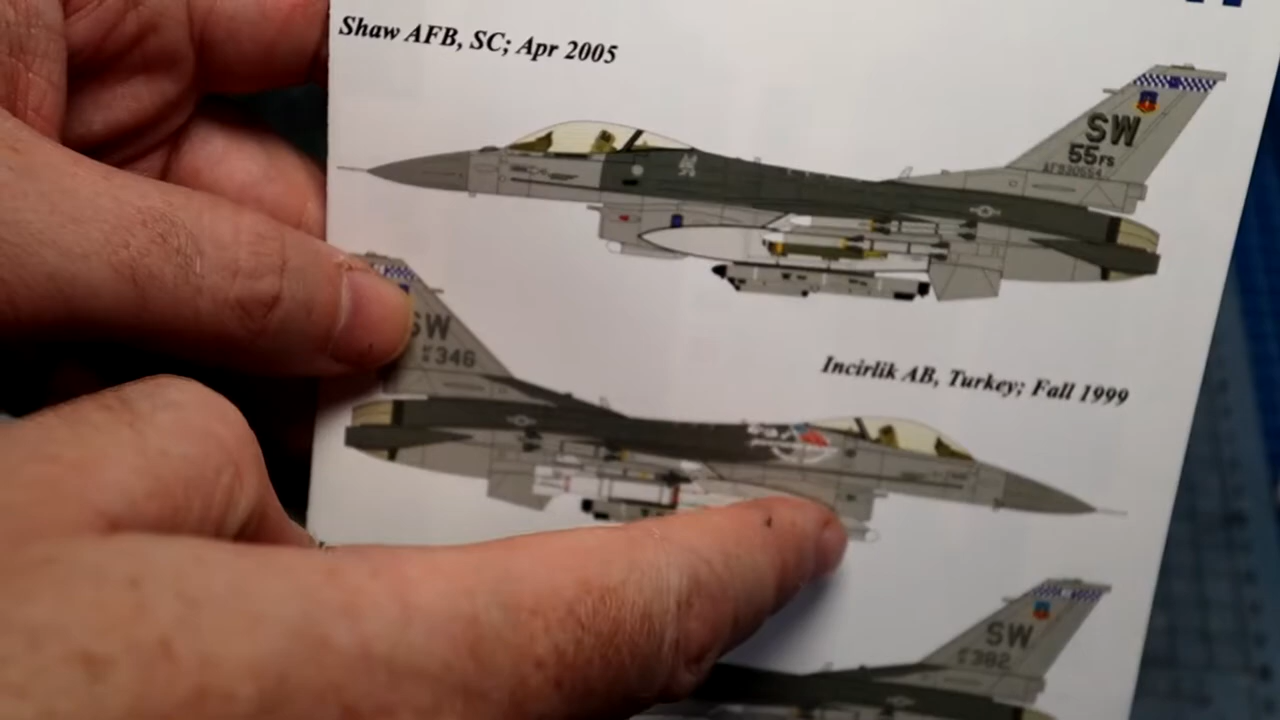 Shaw AFB, SC; Apr 2005
SW
55FS
AF930554
Incirlik AB, Turkey; Fall 1999
SW
346
SW
382